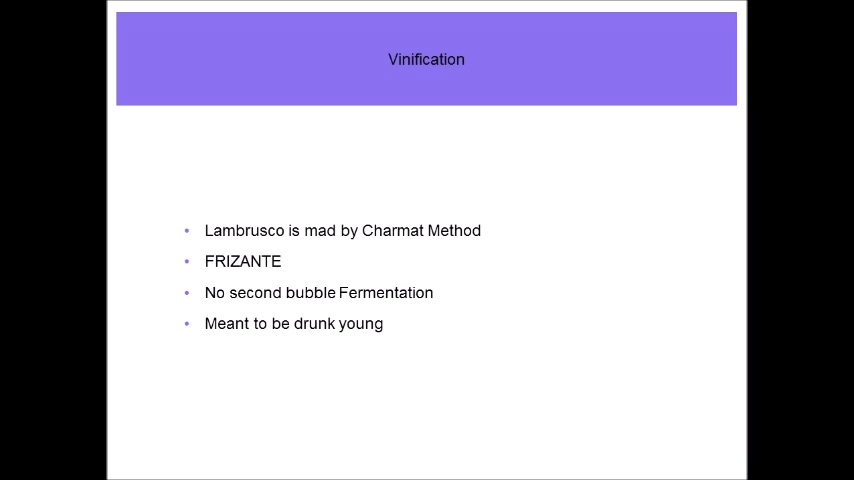 Vinification
• Lambrusco is mad by Charmat Method
• FRIZANTE
• No second bubble Fermentation
• Meant to be drunk young